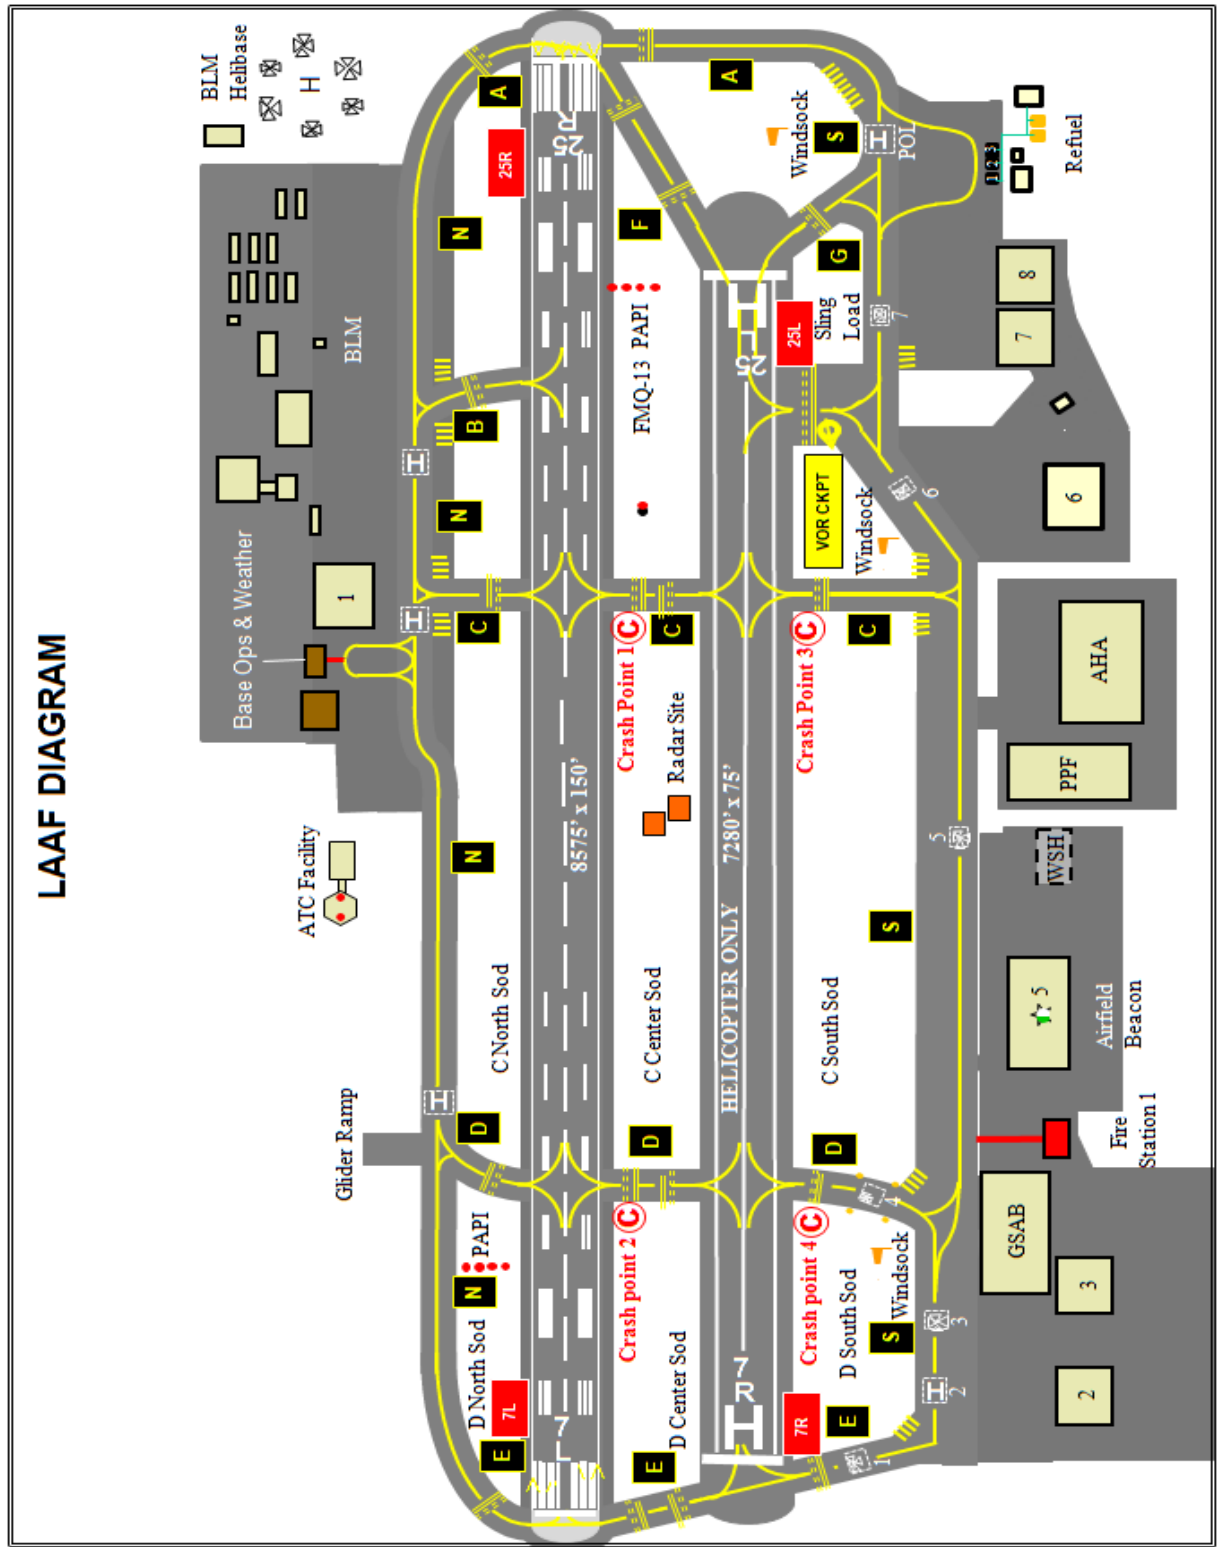 LAAF DIAGRAM
BLM
Helibase
H
BLM
Base Ops & Weather
1
ATC Facility
Glider Ramp
A
25R
N
B
N
C
N
C North Sod
D
PAPI
N
D North Sod
7L
E
25
R
8575' x 150'
7
L
A
F
FMQ-13 PAPI
C
Crash Point 1
C
Radar Site
C Center Sod
D
C
Crash point 2
D Center Sod
E
H
L
25
7280' x 75'
HELICOPTER ONLY
7
R
H
Windsock
S
G
25L
Sling
Load
VOR CKPT
Windsock
C
Crash Point 3
C
S
C South Sod
D
C
Crash point 4
D South Sod
Windsock
S
7R
E
H
POL
H
H
H
7
6
5
4
3
H
2
1
1 2 3
Refuel
8
7
6
AHA
PPF
WSH
5
Airfield
Beacon
Fire
Station 1
GSAB
3
2